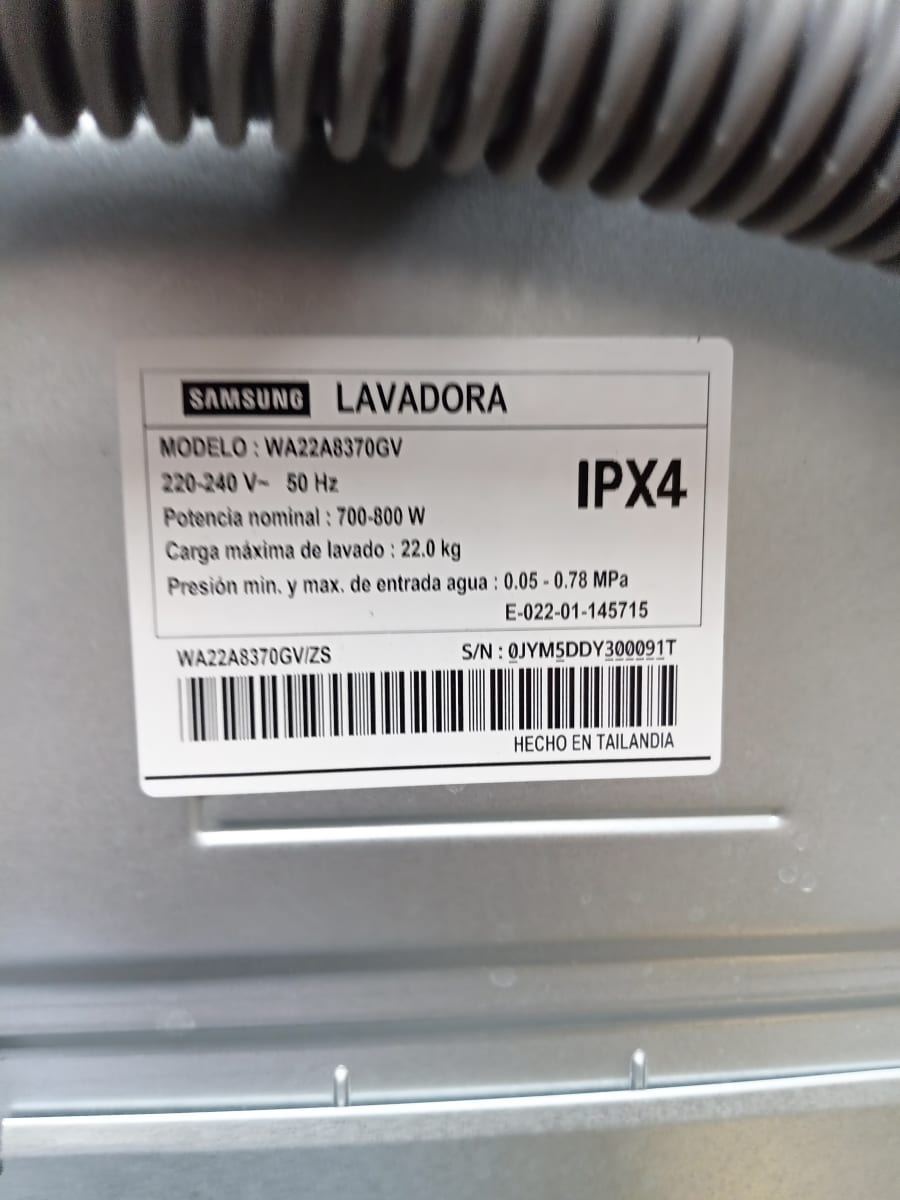 SAMSUNG LAVADORA
MODELO : WA22A8370GV
220-240 V~ 50 Hz
IPX4
Potencia nominal : 700-800 W
Carga máxima de lavado : 22.0 kg
Presión min. y max. de entrada agua : 0.05 - 0.78 MPa
E-022-01-145715
WA22A8370GV/ZS S/N : 0JYM5DDY300091T
HECHO EN TAILANDIA